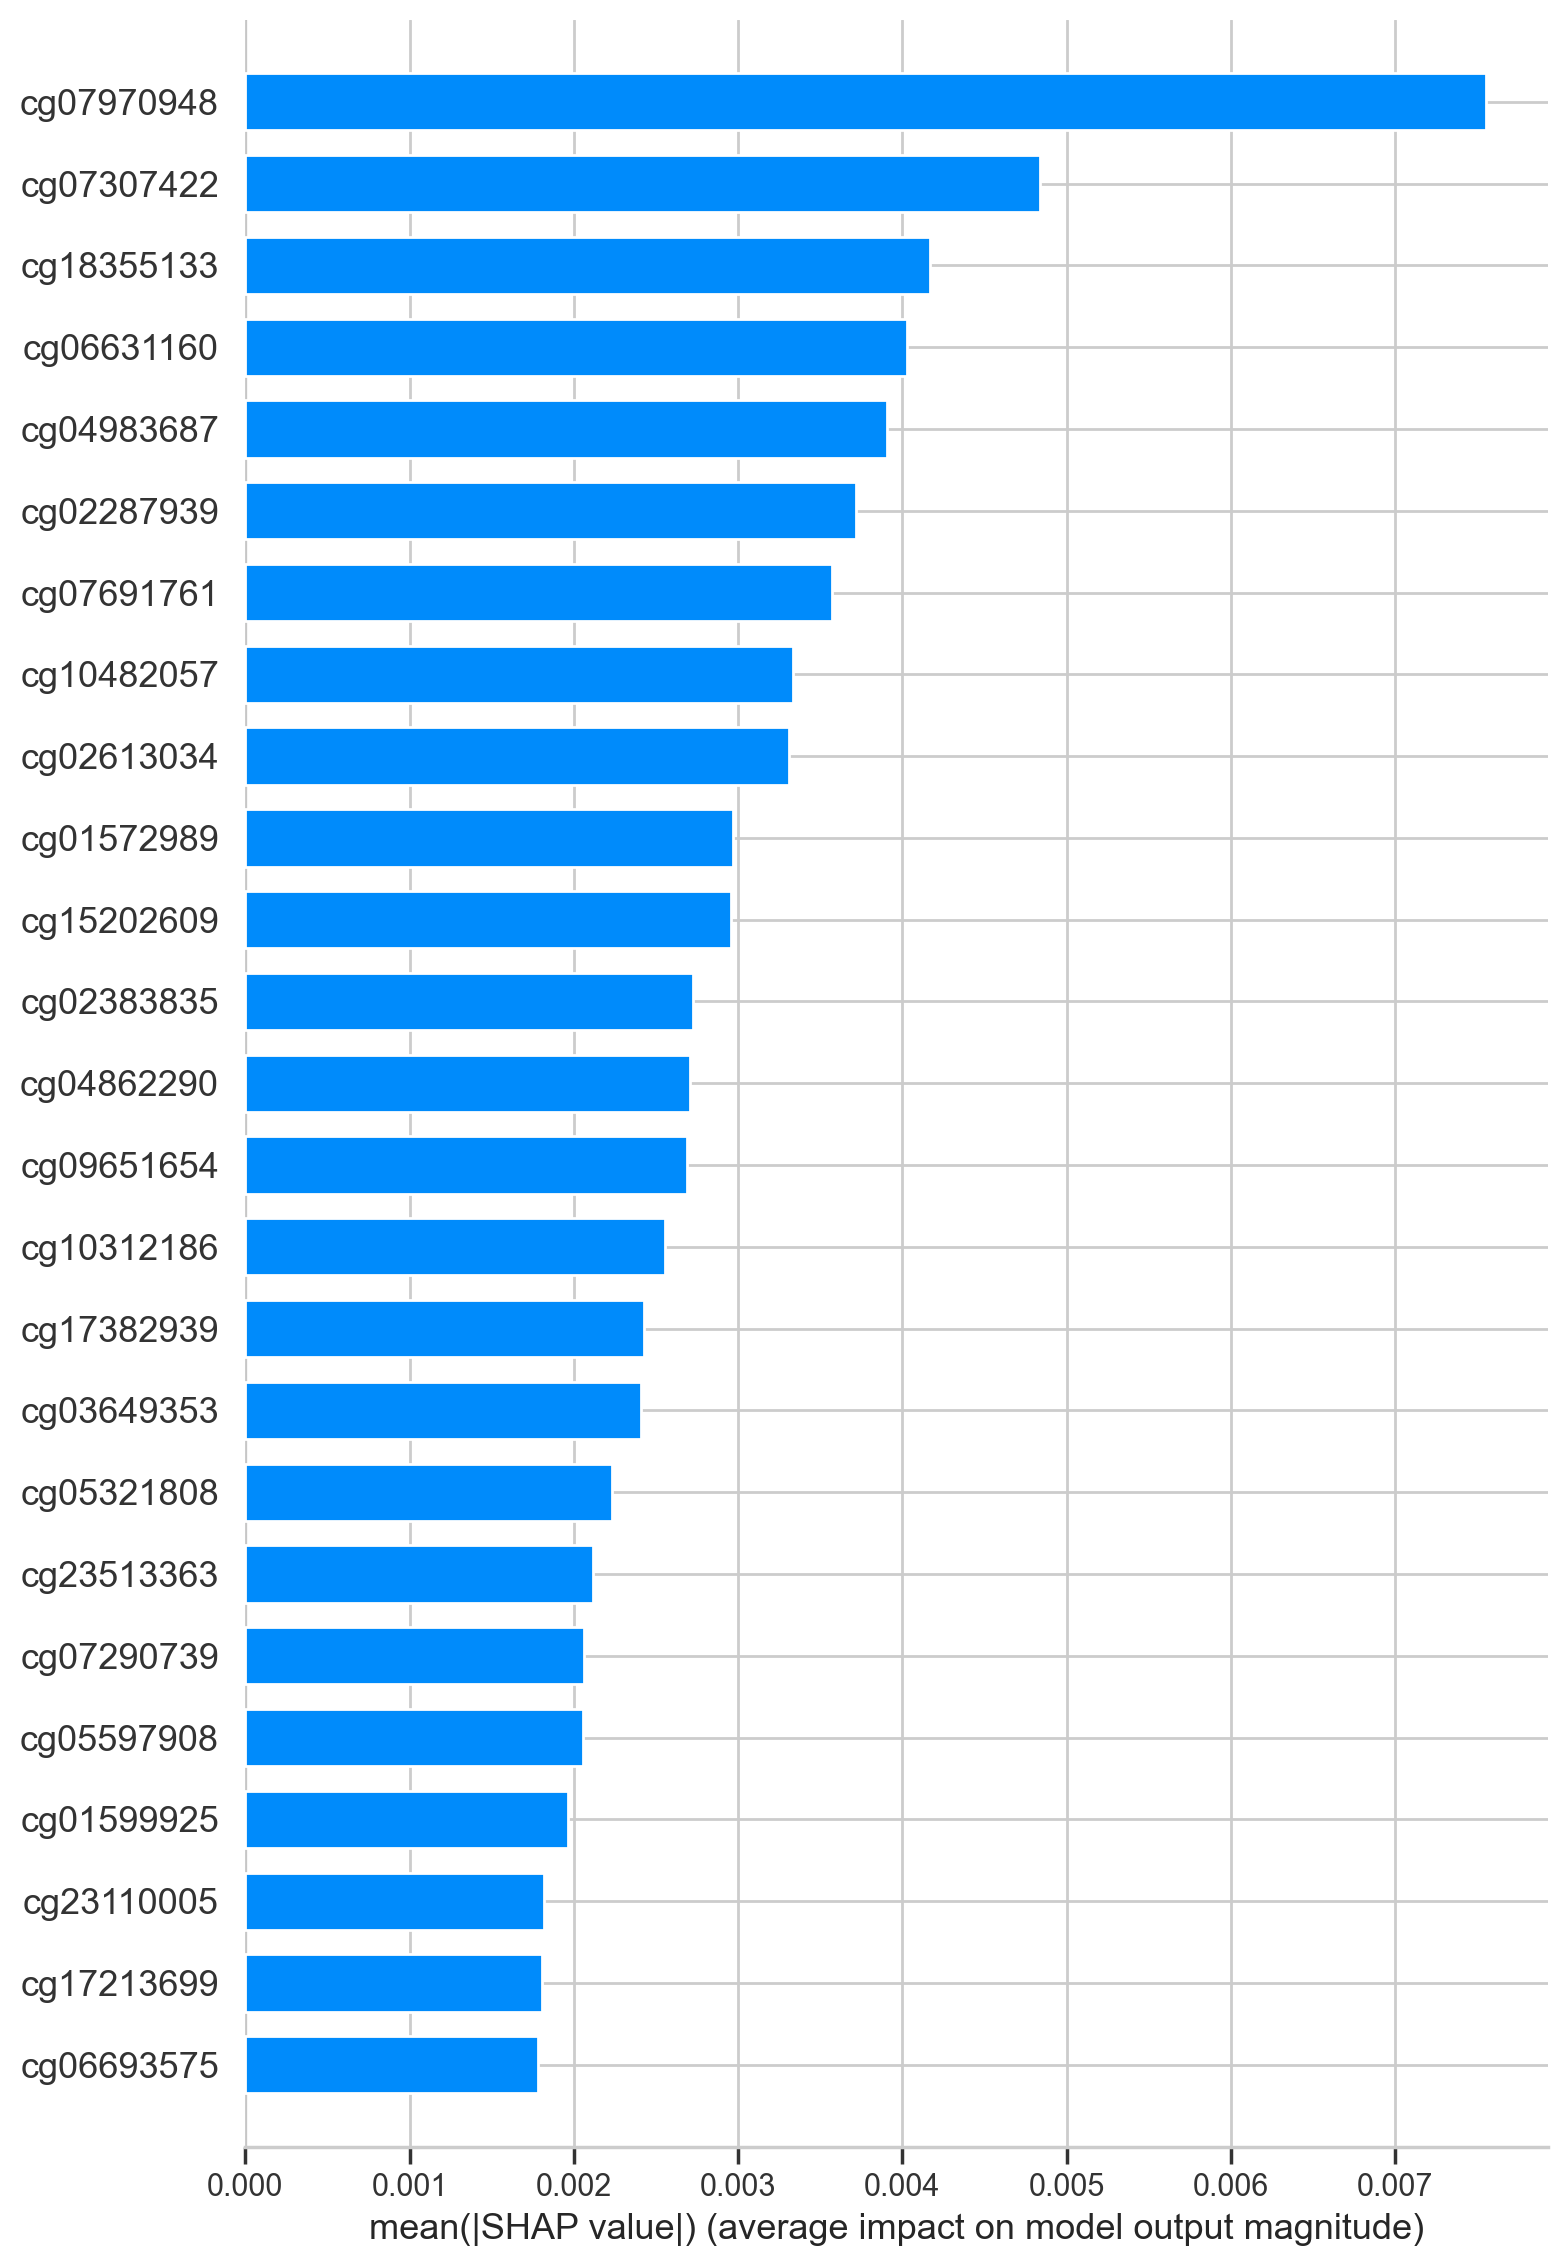 cg07970948
cg07307422
cg18355133
cg06631160
cg04983687
cg02287939
cg07691761
cg10482057
cg02613034
cg01572989
cg15202609
cg02383835
cg04862290
cg09651654
cg10312186
cg17382939
cg03649353
cg05321808
cg23513363
cg07290739
cg05597908
cg01599925
cg23110005
cg17213699
cg06693575
0.000 0.001 0.002 0.003 0.004 0.005 0.006 0.007
mean(|SHAP value|) (average impact on model output magnitude)